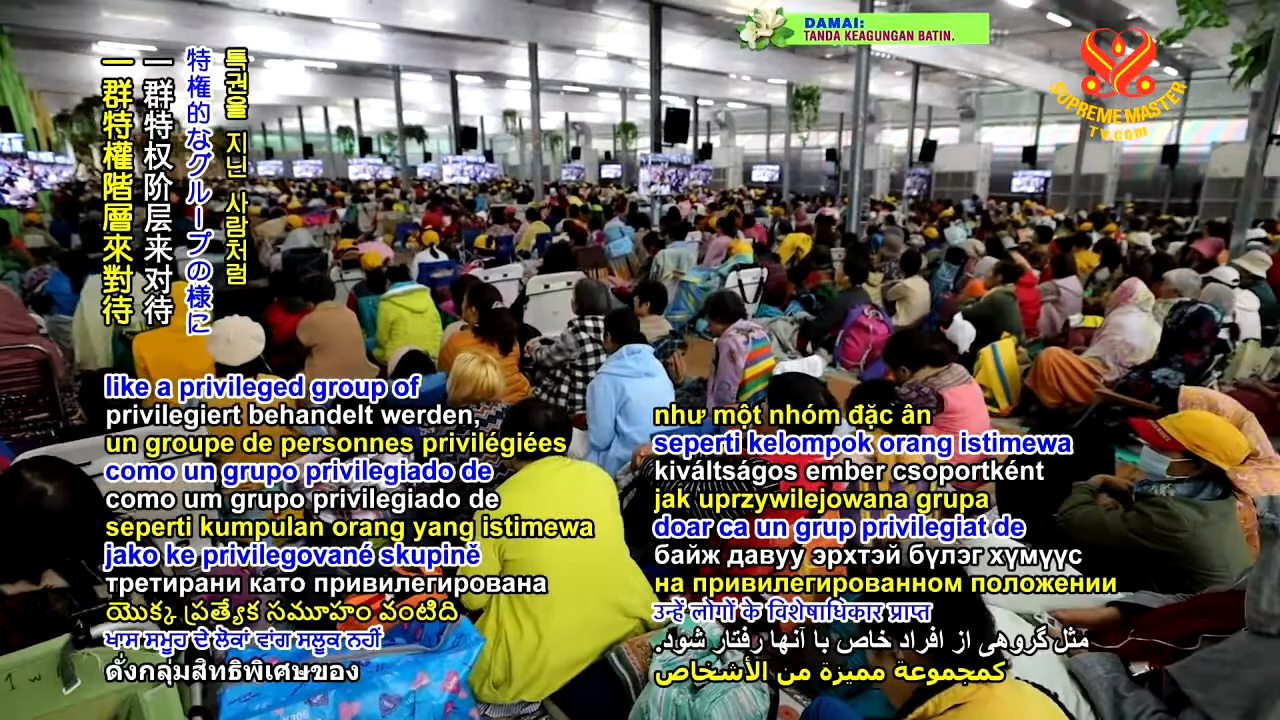 DAMAI:
TANDA KEAGUNGAN BATIN.
SUPREME MASTER
TV.com
특권을 지닌 사람처럼
特権的なグループの様に
一群特权阶层来对待
一群特權階層來對待
like a privileged group of
privilegiert behandelt werden,
un groupe de personnes privilégiées
como un grupo privilegiado de
como um grupo privilegiado de
seperti kumpulan orang yang istimewa
jako ke privilegované skupině
третирани като привилегирована
యొక్క ప్రత్యేక సమూహం వంటిది
ਖਾਸ ਸਮੂਹ ਦੇ ਲੋਕਾਂ ਵਾਂਗ ਸਲੂਕ ਨਹੀਂ
ดั่งกลุ่มสิทธิพิเศษของ
như một nhóm đặc ân
seperti kelompok orang istimewa
kiváltságos ember csoportként
jak uprzywilejowana grupa
doar ca un grup privilegiat de
байж давуу эрхтэй бүлэг хүмүүс
на привилегированном положении
उन्हें लोगों के विशेषाधिकार प्राप्त
مثل گروهی از افراد خاص با آنها رفتار شود.
كمجموعة مميزة من الأشخاص